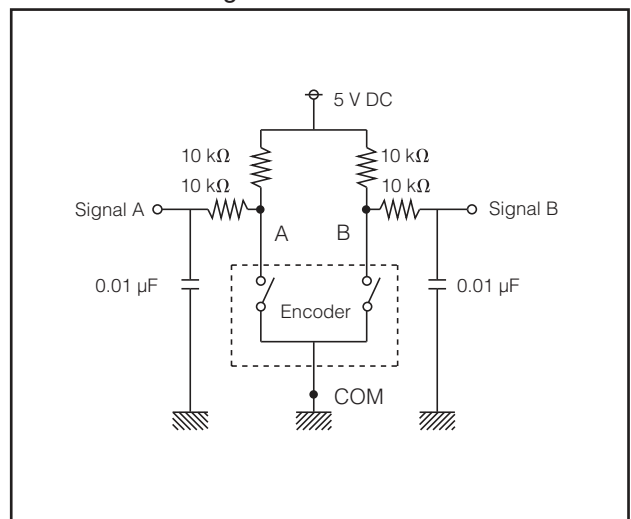 5 V DC
10 kΩ 10 kΩ
10 kΩ 10 kΩ
Signal A Signal B
A B
0.01 µF Encoder 0.01 µF
COM